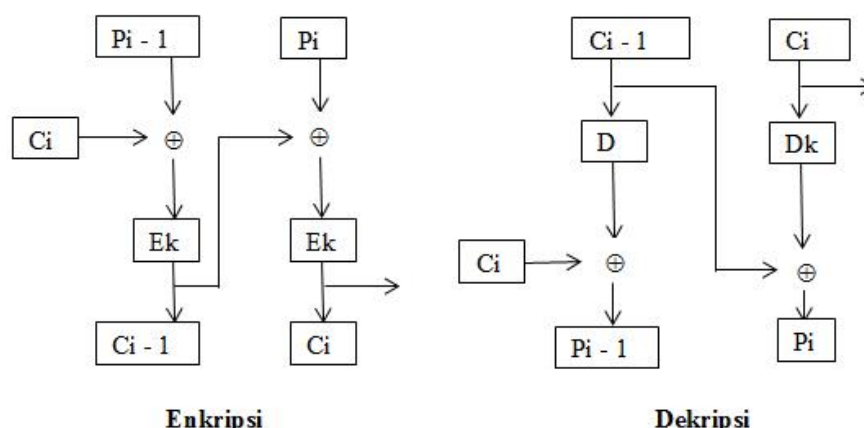 Pi - 1
Pi
Ci
⊕
⊕
Ek
Ek
Ci - 1
Ci
Enkripsi
Ci - 1
Ci
D
Dk
Ci
⊕
⊕
Pi - 1
Pi
Dekripsi